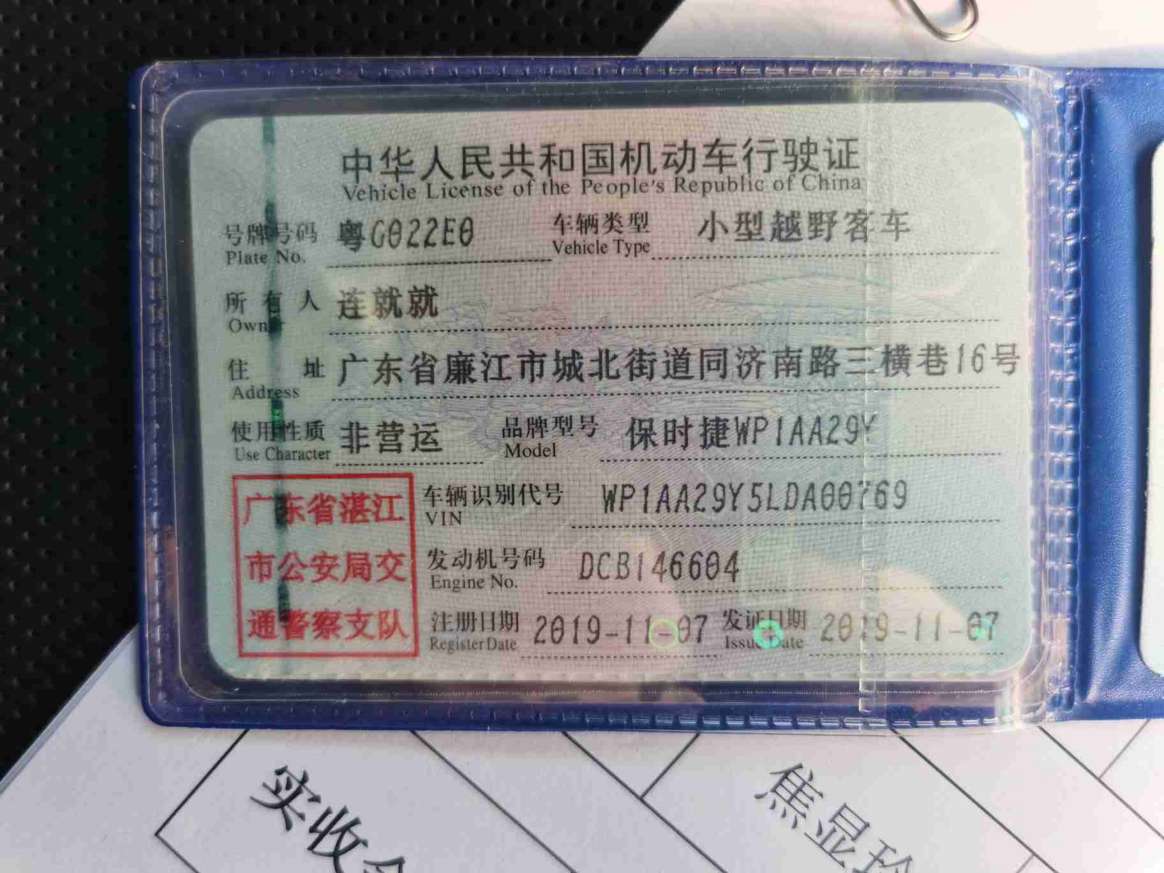 中华人民共和国机动车行驶证
Vehicle License of the People's Republic of China
号牌号码 粤G022E0 车辆类型 小型越野客车
Plate No. Vehicle Type
所有人 连就就
Owner
住址 广东省廉江市城北街道同济南路三横巷16号
Address
使用性质 非营运 品牌型号 保时捷WP1AA29Y
Use Character Model
广东省湛江
市公安局交
通警察支队
车辆识别代号 WP1AA29Y5LDA00769
VIN
发动机号码 DCB146604
Engine No.
注册日期 2019-11-07 发证日期 2019-11-07
Register Date Issue Date
实收
焦显玲